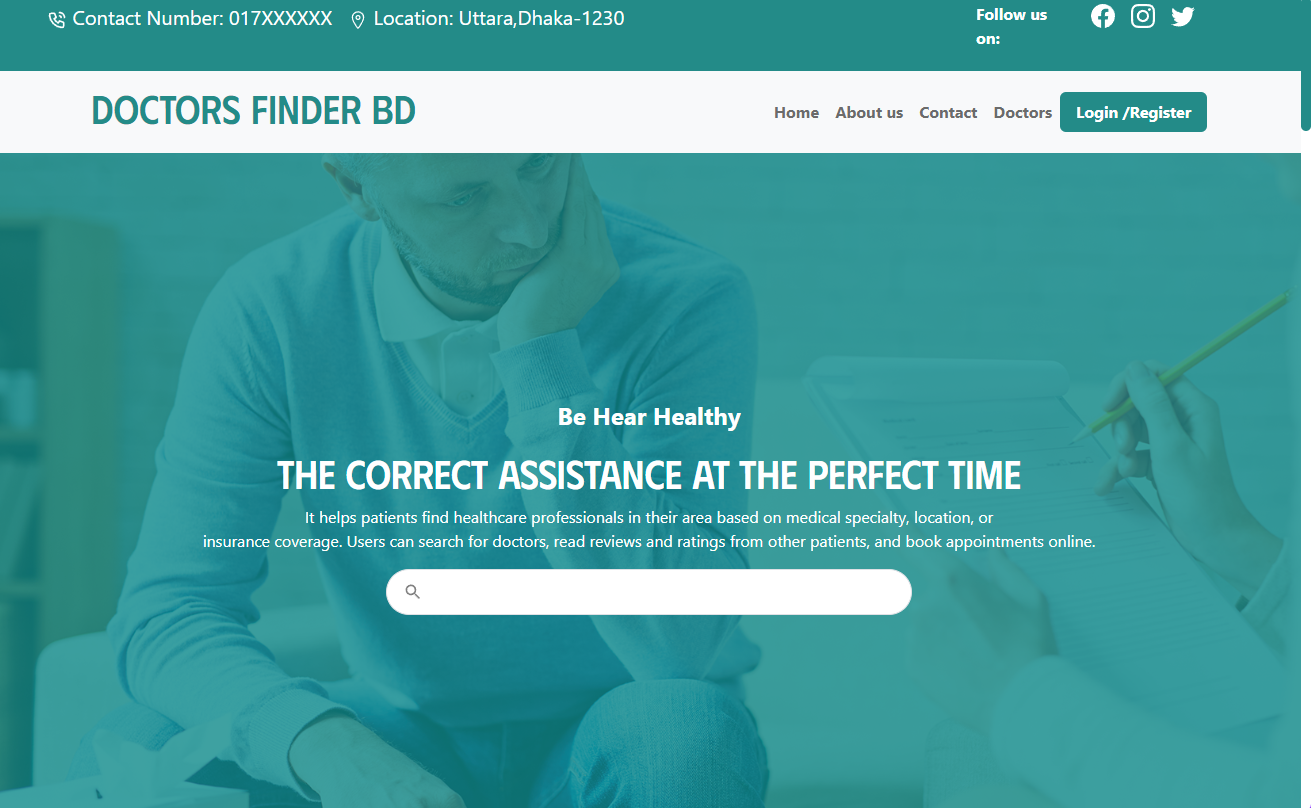 Contact Number: 017XXXXXX Location: Uttara,Dhaka-1230
Follow us
on:
DOCTORS FINDER BD
Home About us Contact Doctors Login /Register
Be Hear Healthy
THE CORRECT ASSISTANCE AT THE PERFECT TIME
It helps patients find healthcare professionals in their area based on medical specialty, location, or
insurance coverage. Users can search for doctors, read reviews and ratings from other patients, and book appointments online.